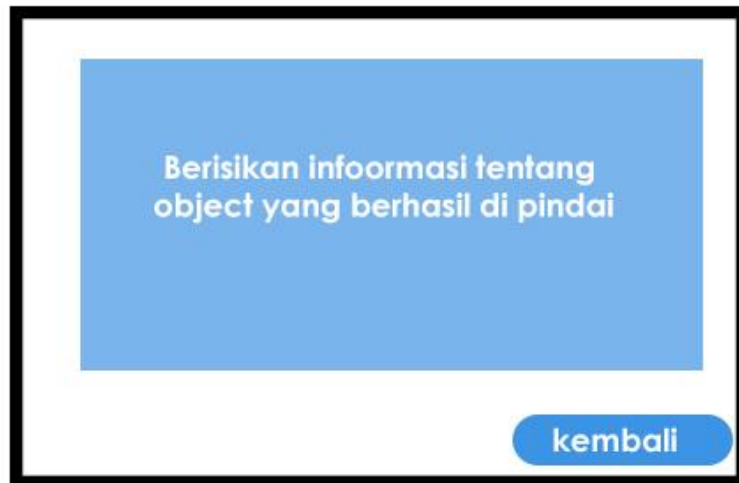 Berisikan infoormasi tentang
object yang berhasil di pindai
kembali